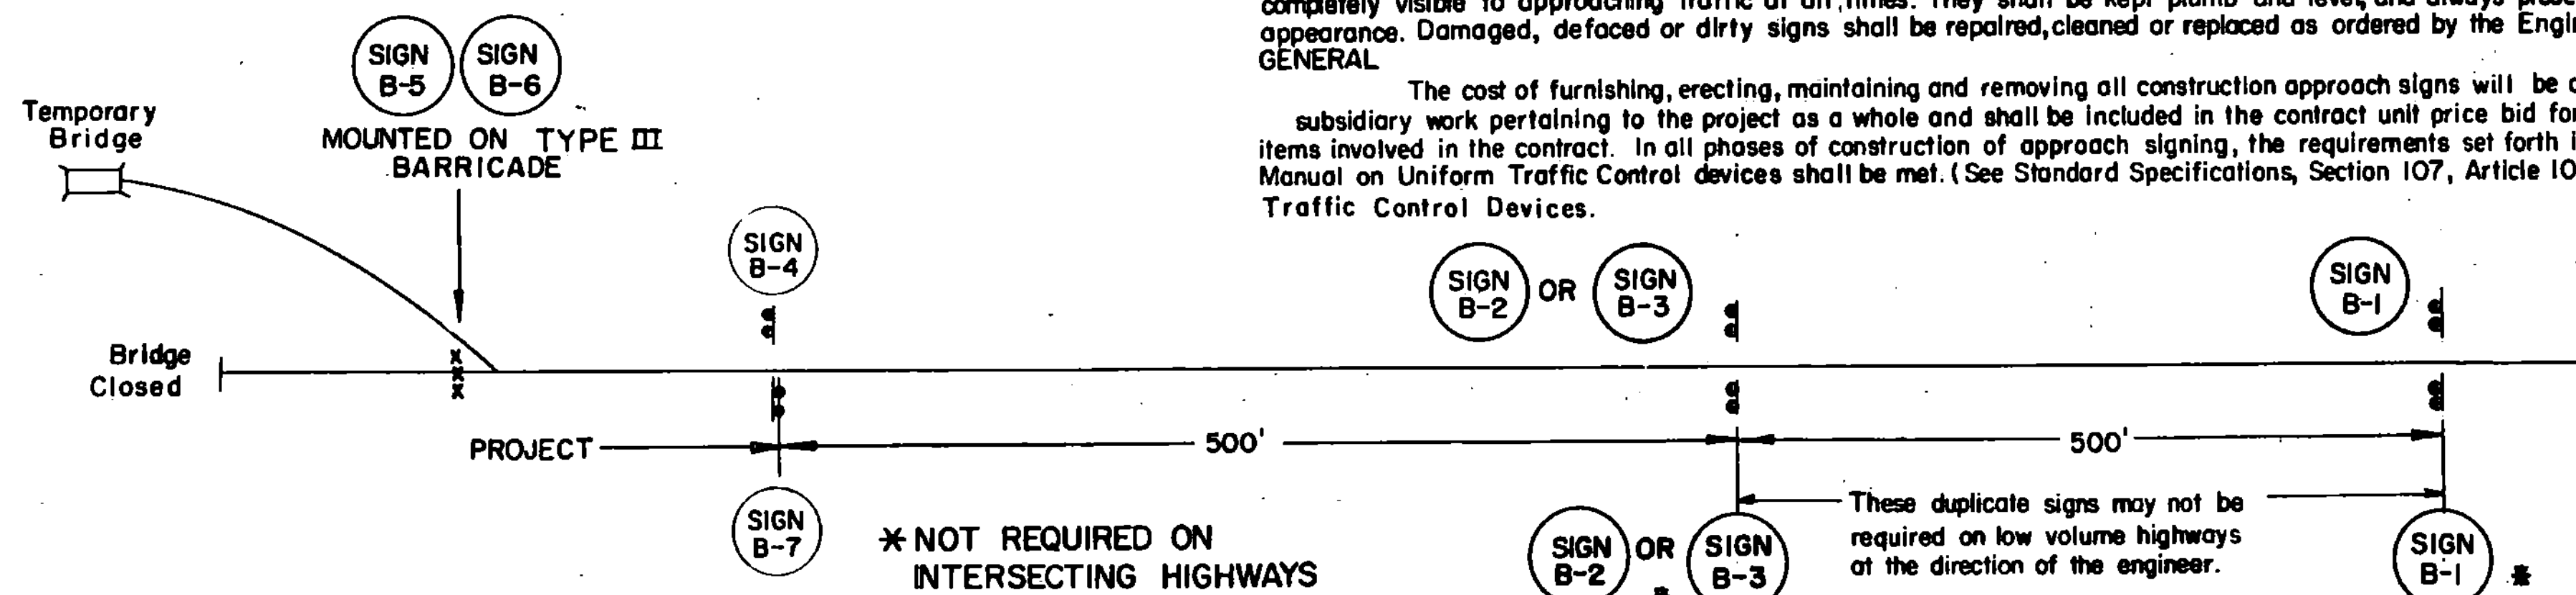 completely visible to approaching traffic at all times. They shall be kept plumb and level, and always
appearance. Damaged, defaced or dirty signs shall be repaired, cleaned or replaced as ordered by the
GENERAL
The cost of furnishing, erecting, maintaining and removing all construction approach signs will be
subsidiary work pertaining to the project as a whole and shall be included in the contract unit price bid for
items involved in the contract. In all phases of construction of approach signing, the requirements set forth
Manual on Uniform Traffic Control devices shall be met. (See Standard Specifications, Section 107, Article
Traffic Control Devices.
SIGN B-5
SIGN B-6
MOUNTED ON TYPE III
BARRICADE
Temporary
Bridge
SIGN
B-4
SIGN
B-2
OR
SIGN
B-3
SIGN
B-1
Bridge
Closed
x
x
x
PROJECT
500'
500'
SIGN
B-7
* NOT REQUIRED ON
INTERSECTING HIGHWAYS
SIGN
B-2
OR
SIGN
B-3
*
These duplicate signs may not be
required on low volume highways
at the direction of the engineer.
SIGN
B-1
*